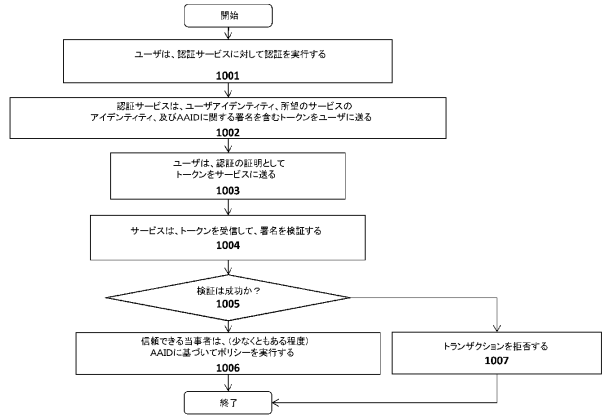 開始
ユーザは、認証サービスに対して認証を実行する
1001
認証サービスは、ユーザアイデンティティ、所望のサービスの
アイデンティティ、及びAAIDに関する署名を含むトークンをユーザに送る
1002
ユーザは、認証の証明として
トークンをサービスに送る
1003
サービスは、トークンを受信して、署名を検証する
1004
検証は成功か?
1005
信頼できる当事者は、(少なくともある程度)
AAIDに基づいてポリシーを実行する
1006
トランザクションを拒否する
1007
終了